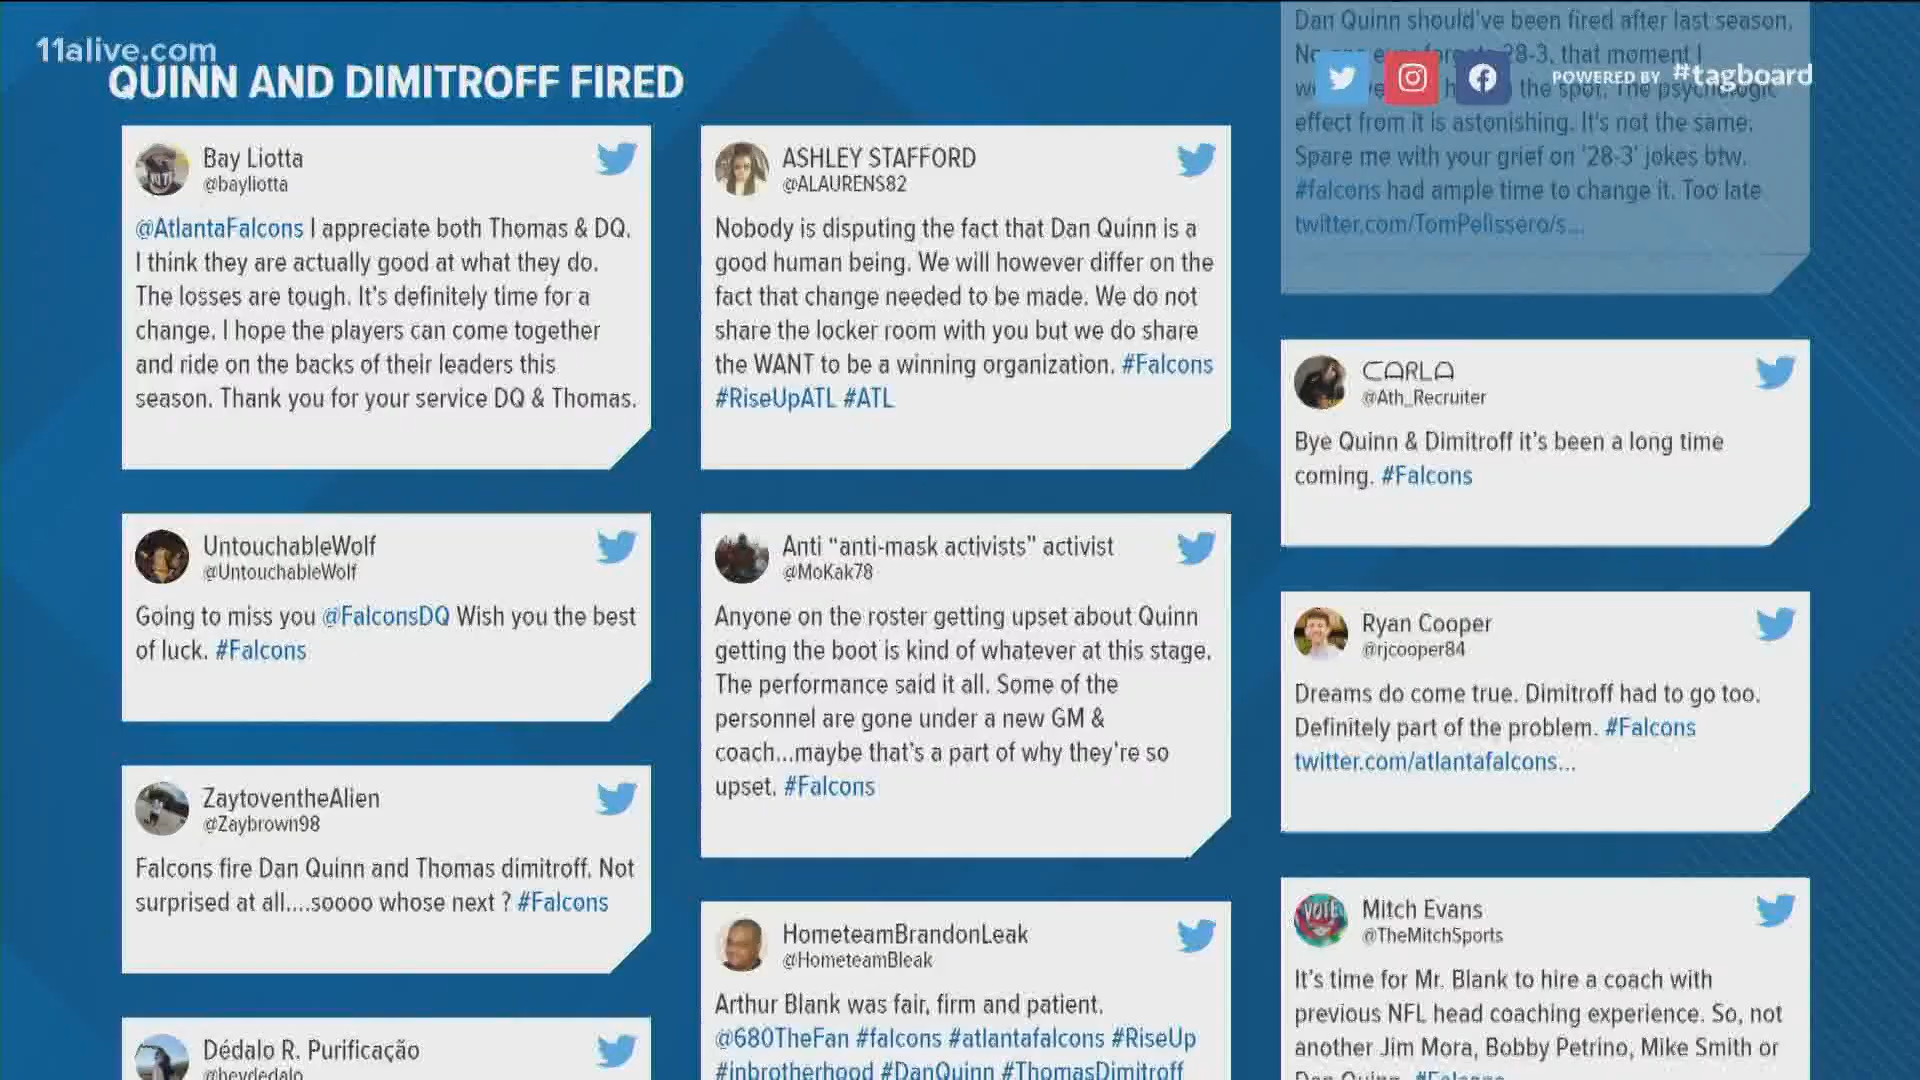 11alive.com
QUINN AND DIMITROFF FIRED
POWERED BY #tagboard
Bay Liotta
@bayliotta
@AtlantaFalcons I appreciate both Thomas & DQ.
I think they are actually good at what they do.
The losses are tough. It's definitely time for a
change. I hope the players can come together
and ride on the backs of their leaders this
season. Thank you for your service DQ & Thomas.
UntouchableWolf
@UntouchableWolf
Going to miss you @FalconsDQ Wish you the best
of luck. #Falcons
ZaytoventheAlien
@Zaybrown98
Falcons fire Dan Quinn and Thomas dimitroff. Not
surprised at all....soooo whose next ? #Falcons
Dédalo R. Purificação
@heydedalo
ASHLEY STAFFORD
@ALAURENS82
Nobody is disputing the fact that Dan Quinn is a
good human being. We will however differ on the
fact that change needed to be made. We do not
share the locker room with you but we do share
the WANT to be a winning organization. #Falcons
#RiseUpATL #ATL
Anti “anti-mask activists” activist
@MoKak78
Anyone on the roster getting upset about Quinn
getting the boot is kind of whatever at this stage.
The performance said it all. Some of the
personnel are gone under a new GM &
coach...maybe that's a part of why they're so
upset. #Falcons
HometeamBrandonLeak
@HometeamBleak
Arthur Blank was fair, firm and patient.
@680TheFan #falcons #atlantafalcons #RiseUp
#inbrotherhood #DanQuinn #ThomasDimitroff
Dan Quinn should've been fired after last season.
28-3, that moment I
the spot. The psychologic
effect from it is astonishing. It's not the same.
Spare me with your grief on '28-3' jokes btw.
#falcons had ample time to change it. Too late
twitter.com/TomPelissero/s...
CARLA
@Ath_Recruiter
Bye Quinn & Dimitroff it's been a long time
coming. #Falcons
Ryan Cooper
@rjcooper84
Dreams do come true. Dimitroff had to go too.
Definitely part of the problem. #Falcons
twitter.com/atlantafalcons...
Mitch Evans
@TheMitchSports
VOTE
It's time for Mr. Blank to hire a coach with
previous NFL head coaching experience. So, not
another Jim Mora, Bobby Petrino, Mike Smith or
Dan Quinn. #Falcons